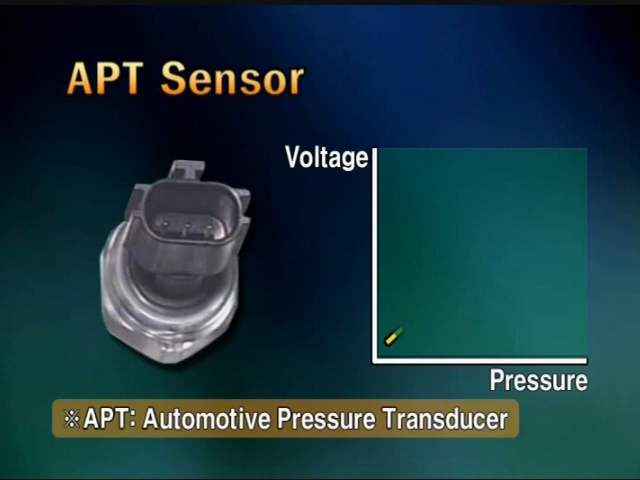 APT Sensor
Voltage
Pressure
※APT: Automotive Pressure Transducer